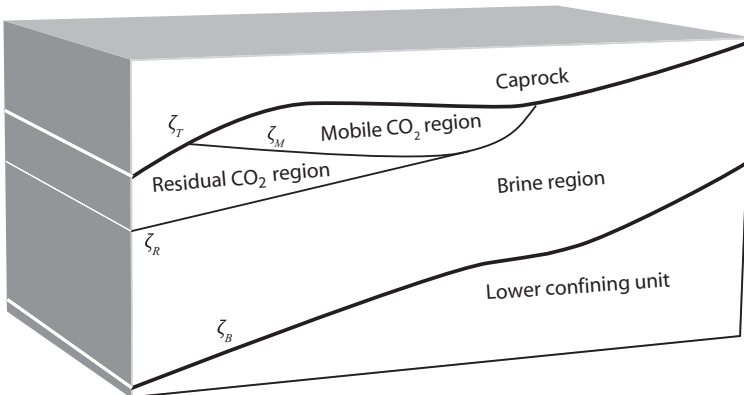 Caprock
ζ_T
ζ_M
Mobile CO₂ region
Residual CO₂ region
Brine region
ζ_R
Lower confining unit
ζ_B